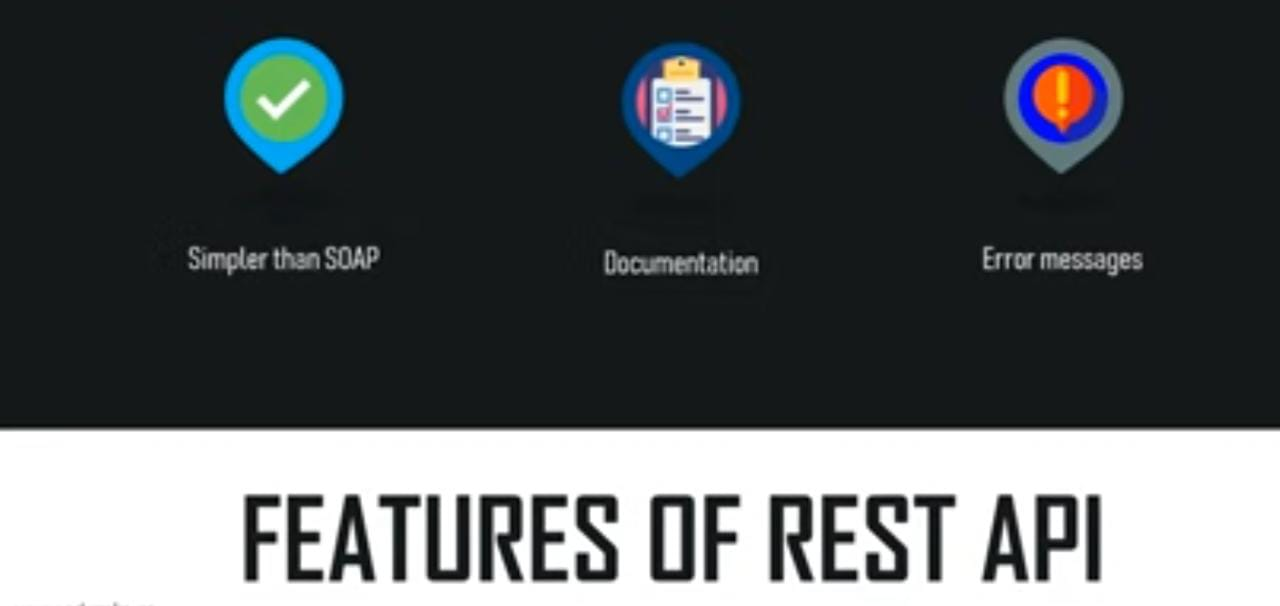 Simpler than SOAP
Documentation
Error messages
FEATURES OF REST API